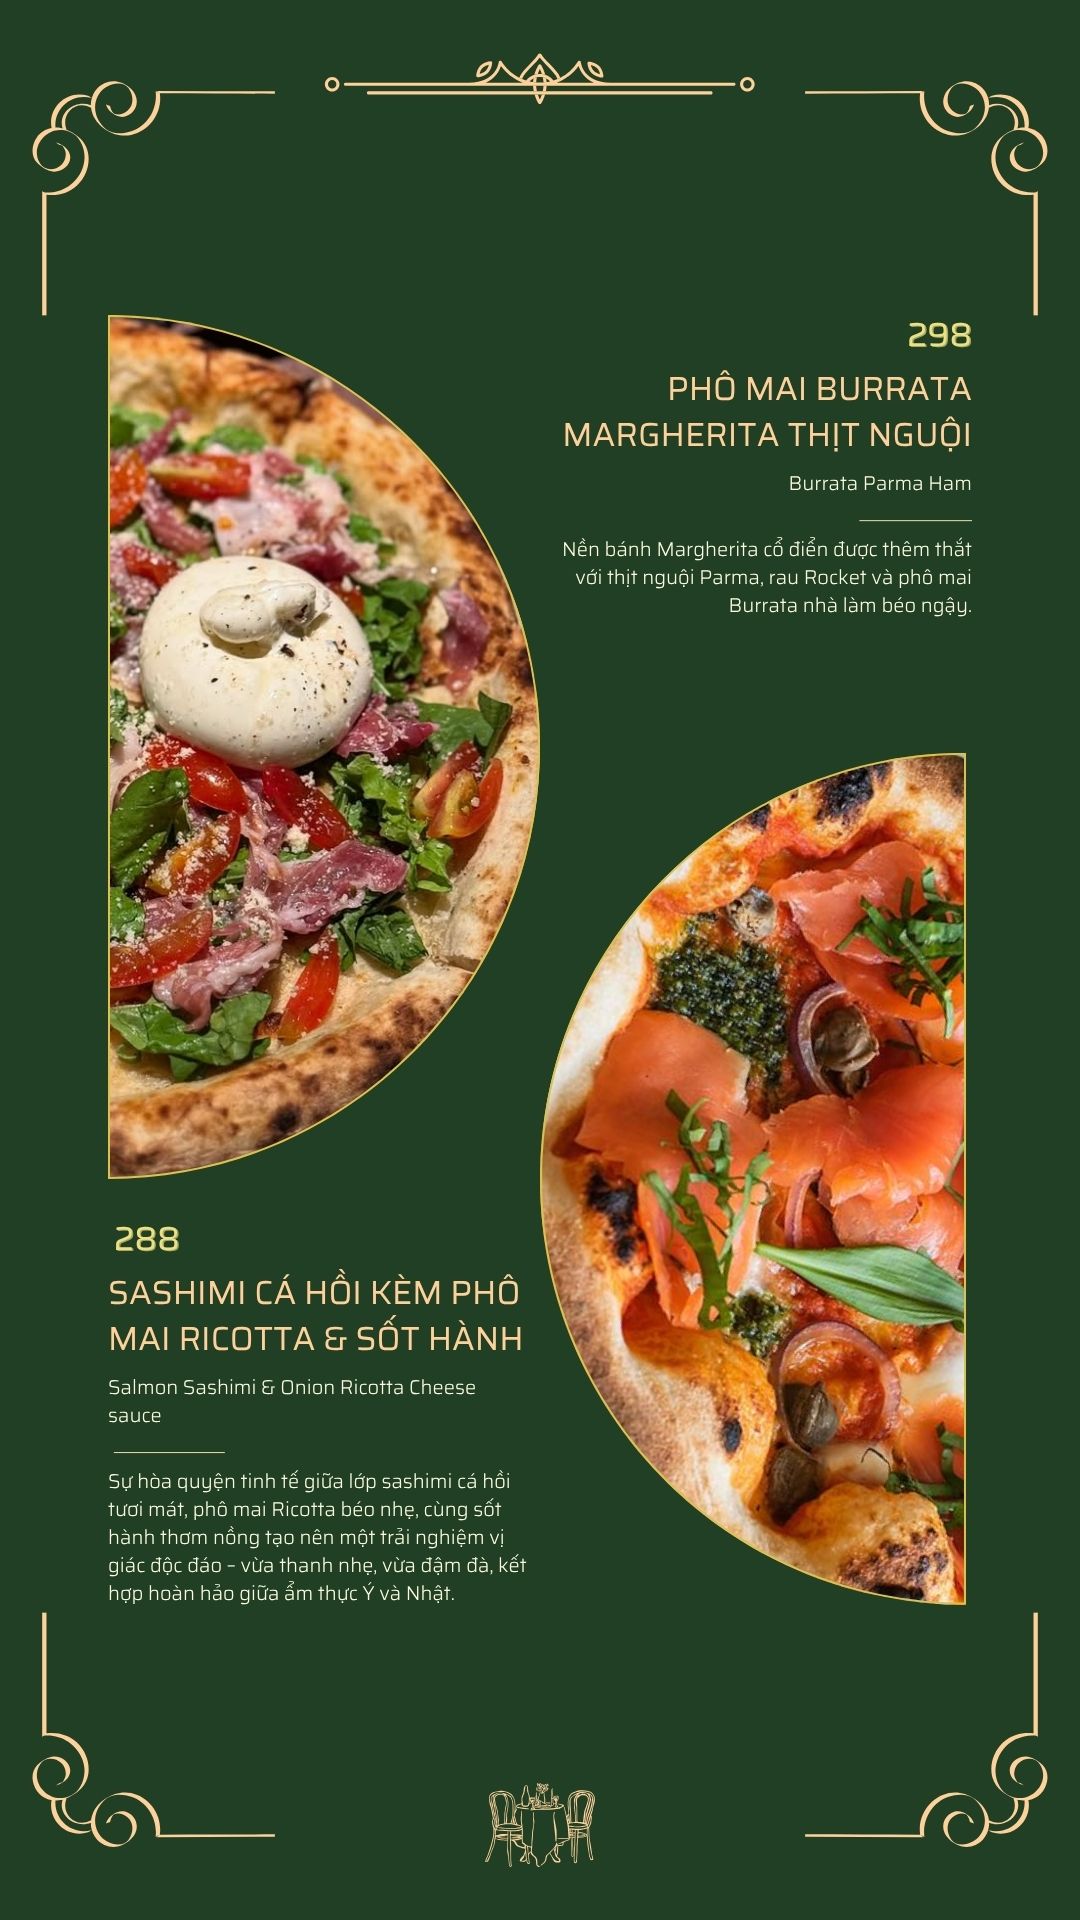 298
PHÔ MAI BURRATA
MARGHERITA THỊT NGUỘI
Burrata Parma Ham
Nền bánh Margherita cổ điển được thêm thắt
với thịt nguội Parma, rau Rocket và phô mai
Burrata nhà làm béo ngậy.
288
SASHIMI CÁ HỒI KÈM PHÔ
MAI RICOTTA & SỐT HÀNH
Salmon Sashimi & Onion Ricotta Cheese
sauce
Sự hòa quyện tinh tế giữa lớp sashimi cá hồi
tươi mát, phô mai Ricotta béo nhẹ, cùng sốt
hành thơm nồng tạo nên một trải nghiệm vị
giác độc đáo – vừa thanh nhẹ, vừa đậm đà, kết
hợp hoàn hảo giữa ẩm thực Ý và Nhật.